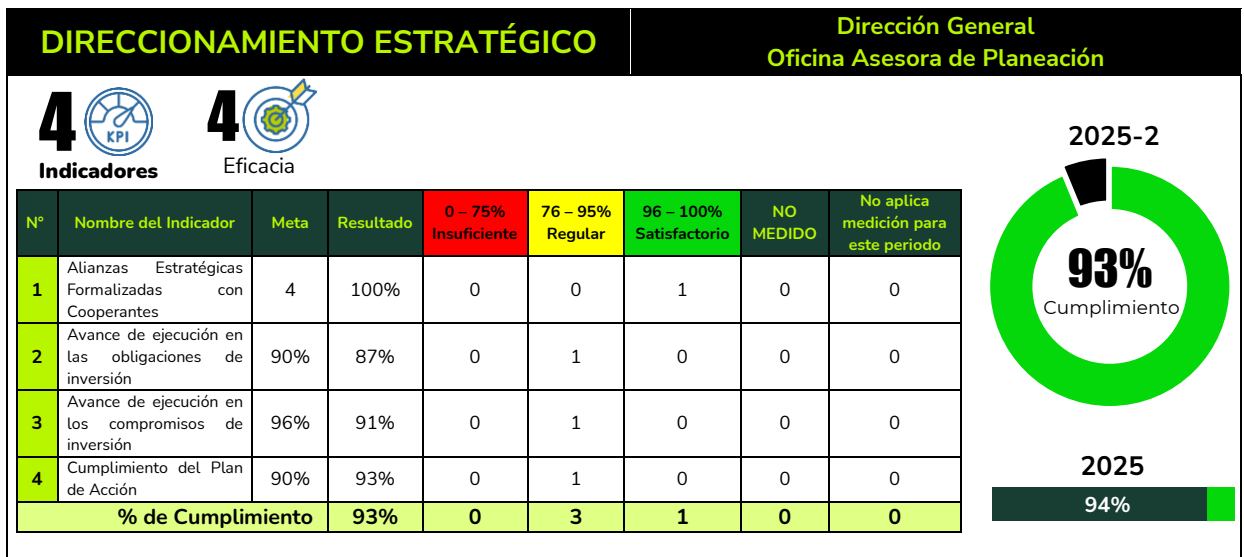 DIRECCIONAMIENTO ESTRATÉGICO
Dirección General
Oficina Asesora de Planeación
4
KPI
Indicadores
4
Eficacia
N°
Nombre del Indicador
Meta
Resultado
0 – 75%
Insuficiente
76 – 95%
Regular
96 – 100%
Satisfactorio
NO
MEDIDO
No aplica
medición para
este periodo
1
Alianzas Estratégicas
Formalizadas con
Cooperantes
4
100%
0
0
1
0
0
2
Avance de ejecución en
las obligaciones de
inversión
90%
87%
0
1
0
0
0
3
Avance de ejecución en
los compromisos de
inversión
96%
91%
0
1
0
0
0
4
Cumplimiento del Plan
de Acción
90%
93%
0
1
0
0
0
% de Cumplimiento
93%
0
3
1
0
0
2025-2
93%
Cumplimiento
2025
94%